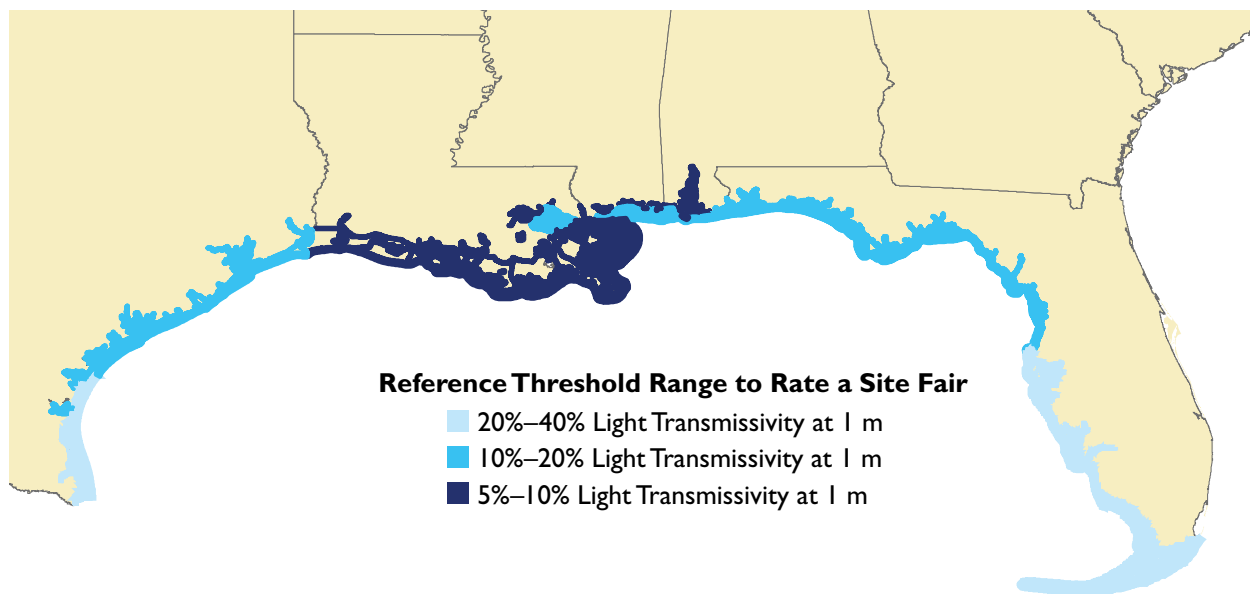 Reference Threshold Range to Rate a Site Fair
20%–40% Light Transmissivity at 1 m
10%–20% Light Transmissivity at 1 m
5%–10% Light Transmissivity at 1 m